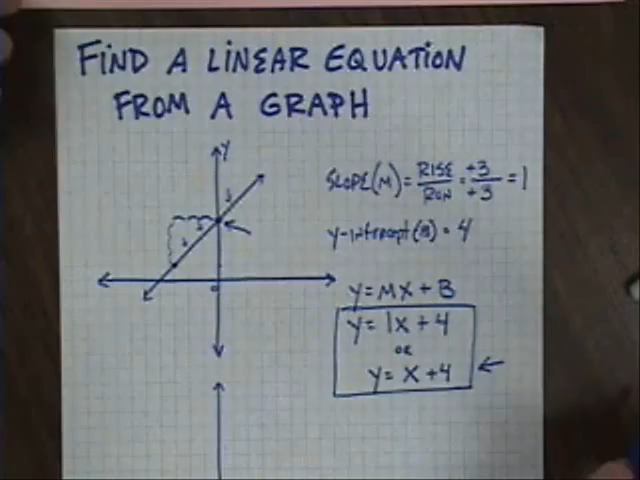 FIND A LINEAR EQUATION
FROM A GRAPH
Y
SLOPE(M) = RISE/RUN = +3/+3 = 1
Y-intercept(B) = 4
y = MX + B
y = 1X + 4
OR
y = X + 4